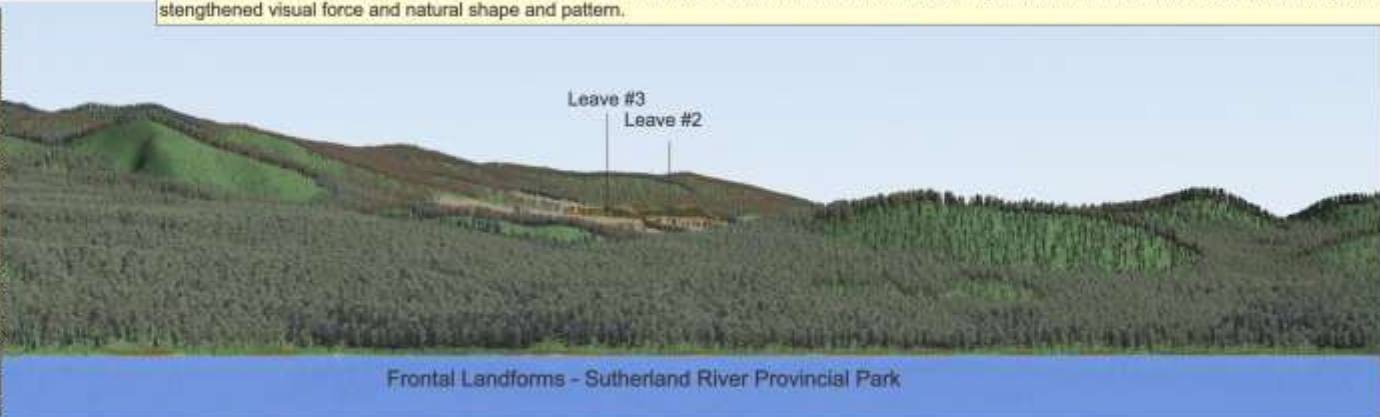 stengthened visual force and natural shape and pattern.
Leave #3
Leave #2
Frontal Landforms - Sutherland River Provincial Park